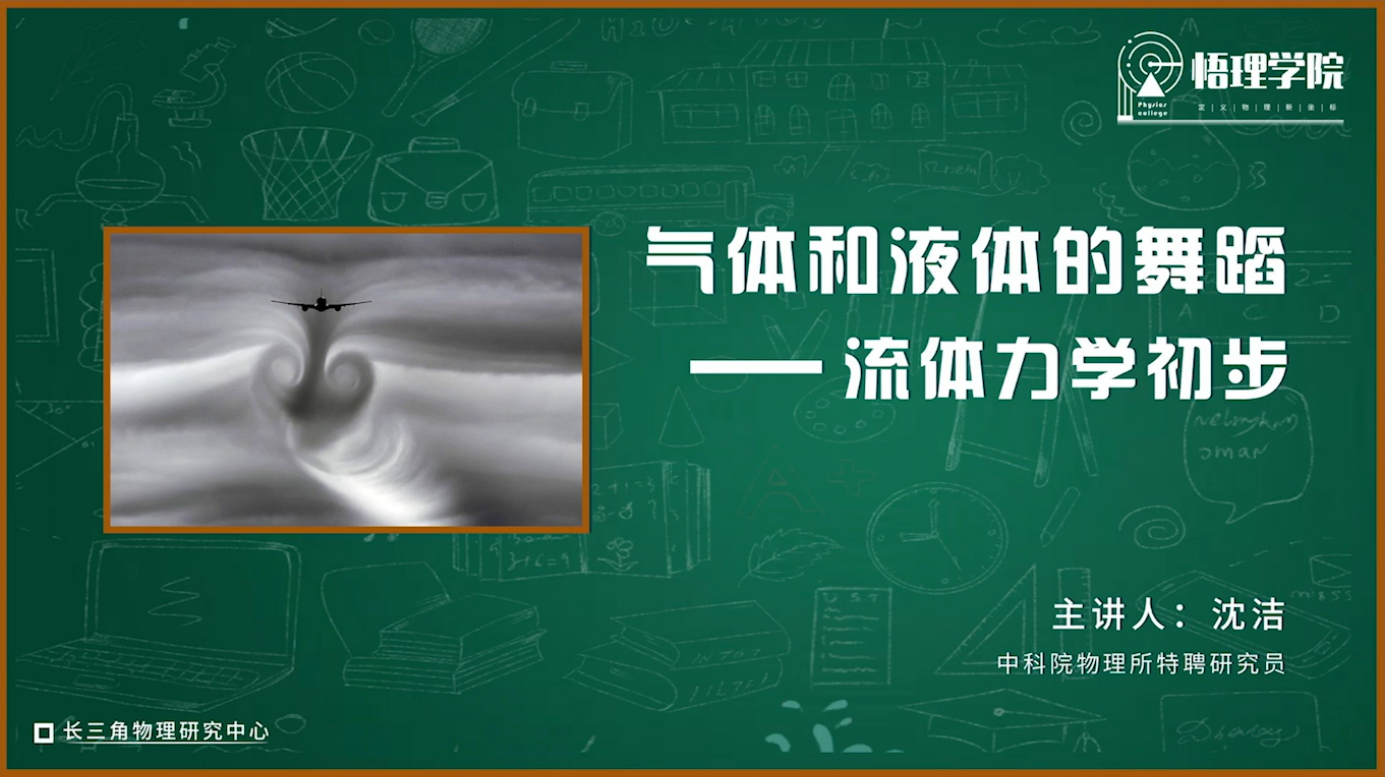 悟理学院
Physics
college
定|义|物|理|新|坐|标
气体和液体的舞蹈
——流体力学初步
主讲人：沈洁
中科院物理所特聘研究员
长三角物理研究中心